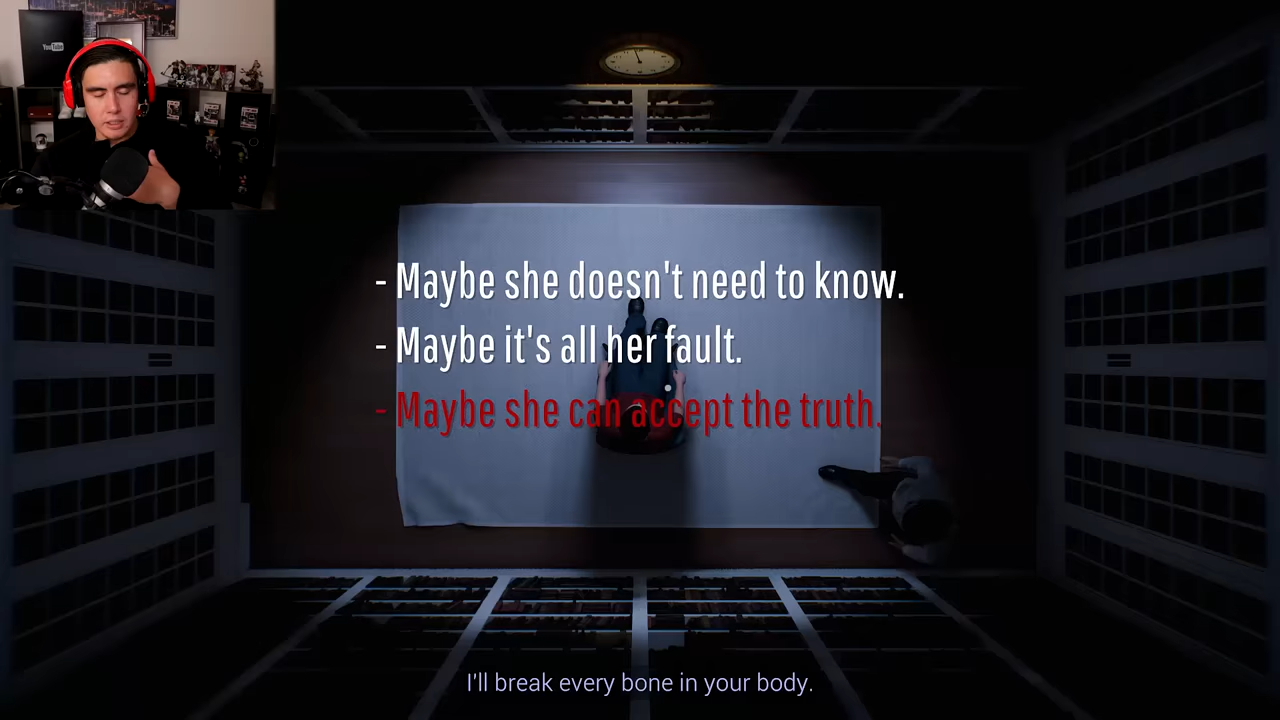 YouTube
- Maybe she doesn't need to know.
- Maybe it's all her fault.
- Maybe she can accept the truth.
I'll break every bone in your body.